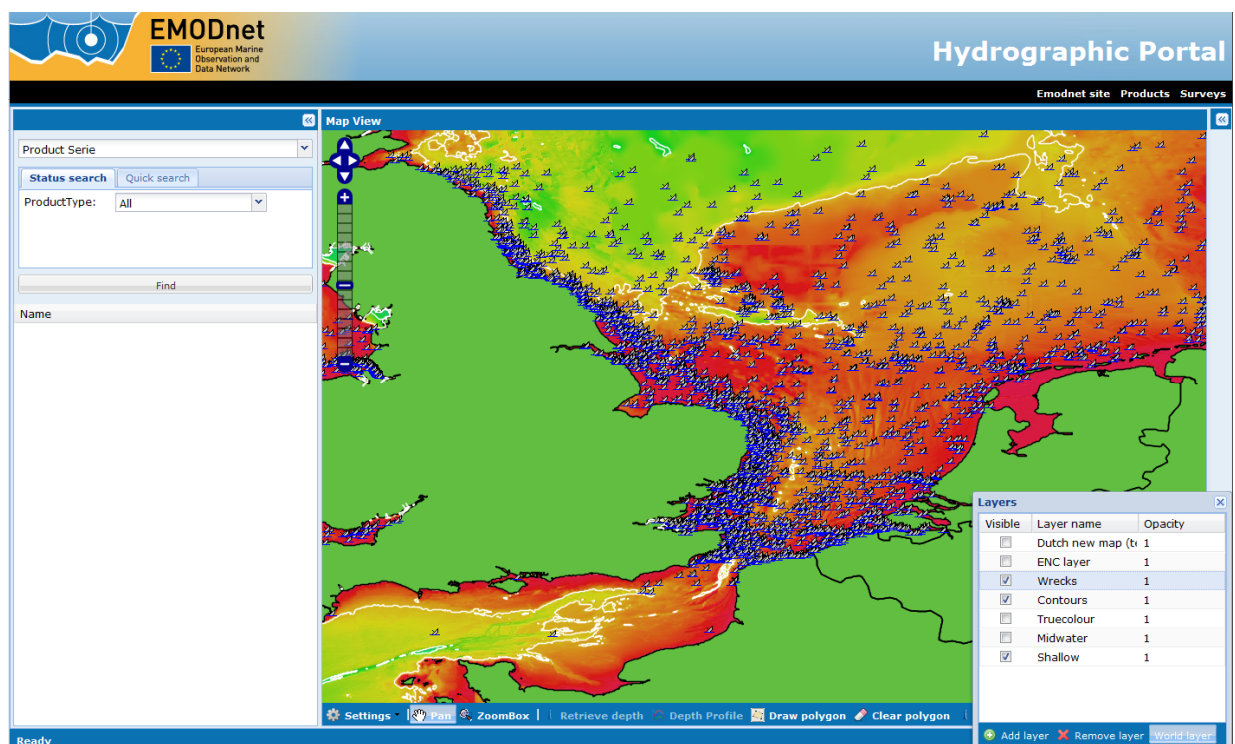 EMODnet
European Marine
Observation and
Data Network
Hydrographic Portal
Emodnet site Products Surveys
Map View
Product Serie
Status search Quick search
ProductType: All
Find
Name
Layers
Visible Layer name Opacity
Dutch new map (te 1
ENC layer 1
Wrecks 1
Contours 1
Truecolour 1
Midwater 1
Shallow 1
Settings Pan ZoomBox Retrieve depth Depth Profile Draw polygon Clear polygon
Add layer Remove layer World layer
Ready